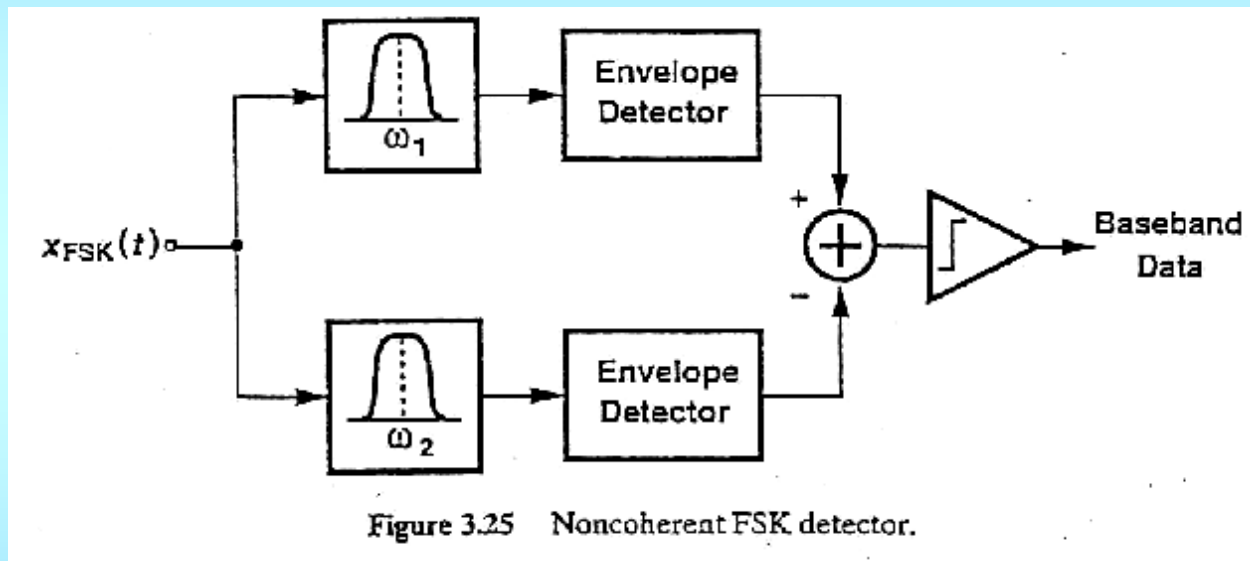 ω1
Envelope
Detector
xFSK(t)
+
−
Baseband
Data
ω2
Envelope
Detector
Figure 3.25 Noncoherent FSK detector.